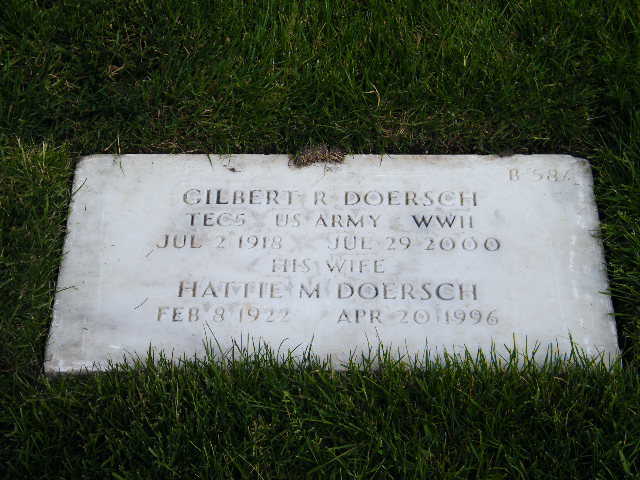 B 587
GILBERT R DOERSCH
TEC5 US ARMY WWII
JUL 2 1918 JUL 29 2000
HIS WIFE
HATTIE M DOERSCH
FEB 8 1922 APR 20 1996